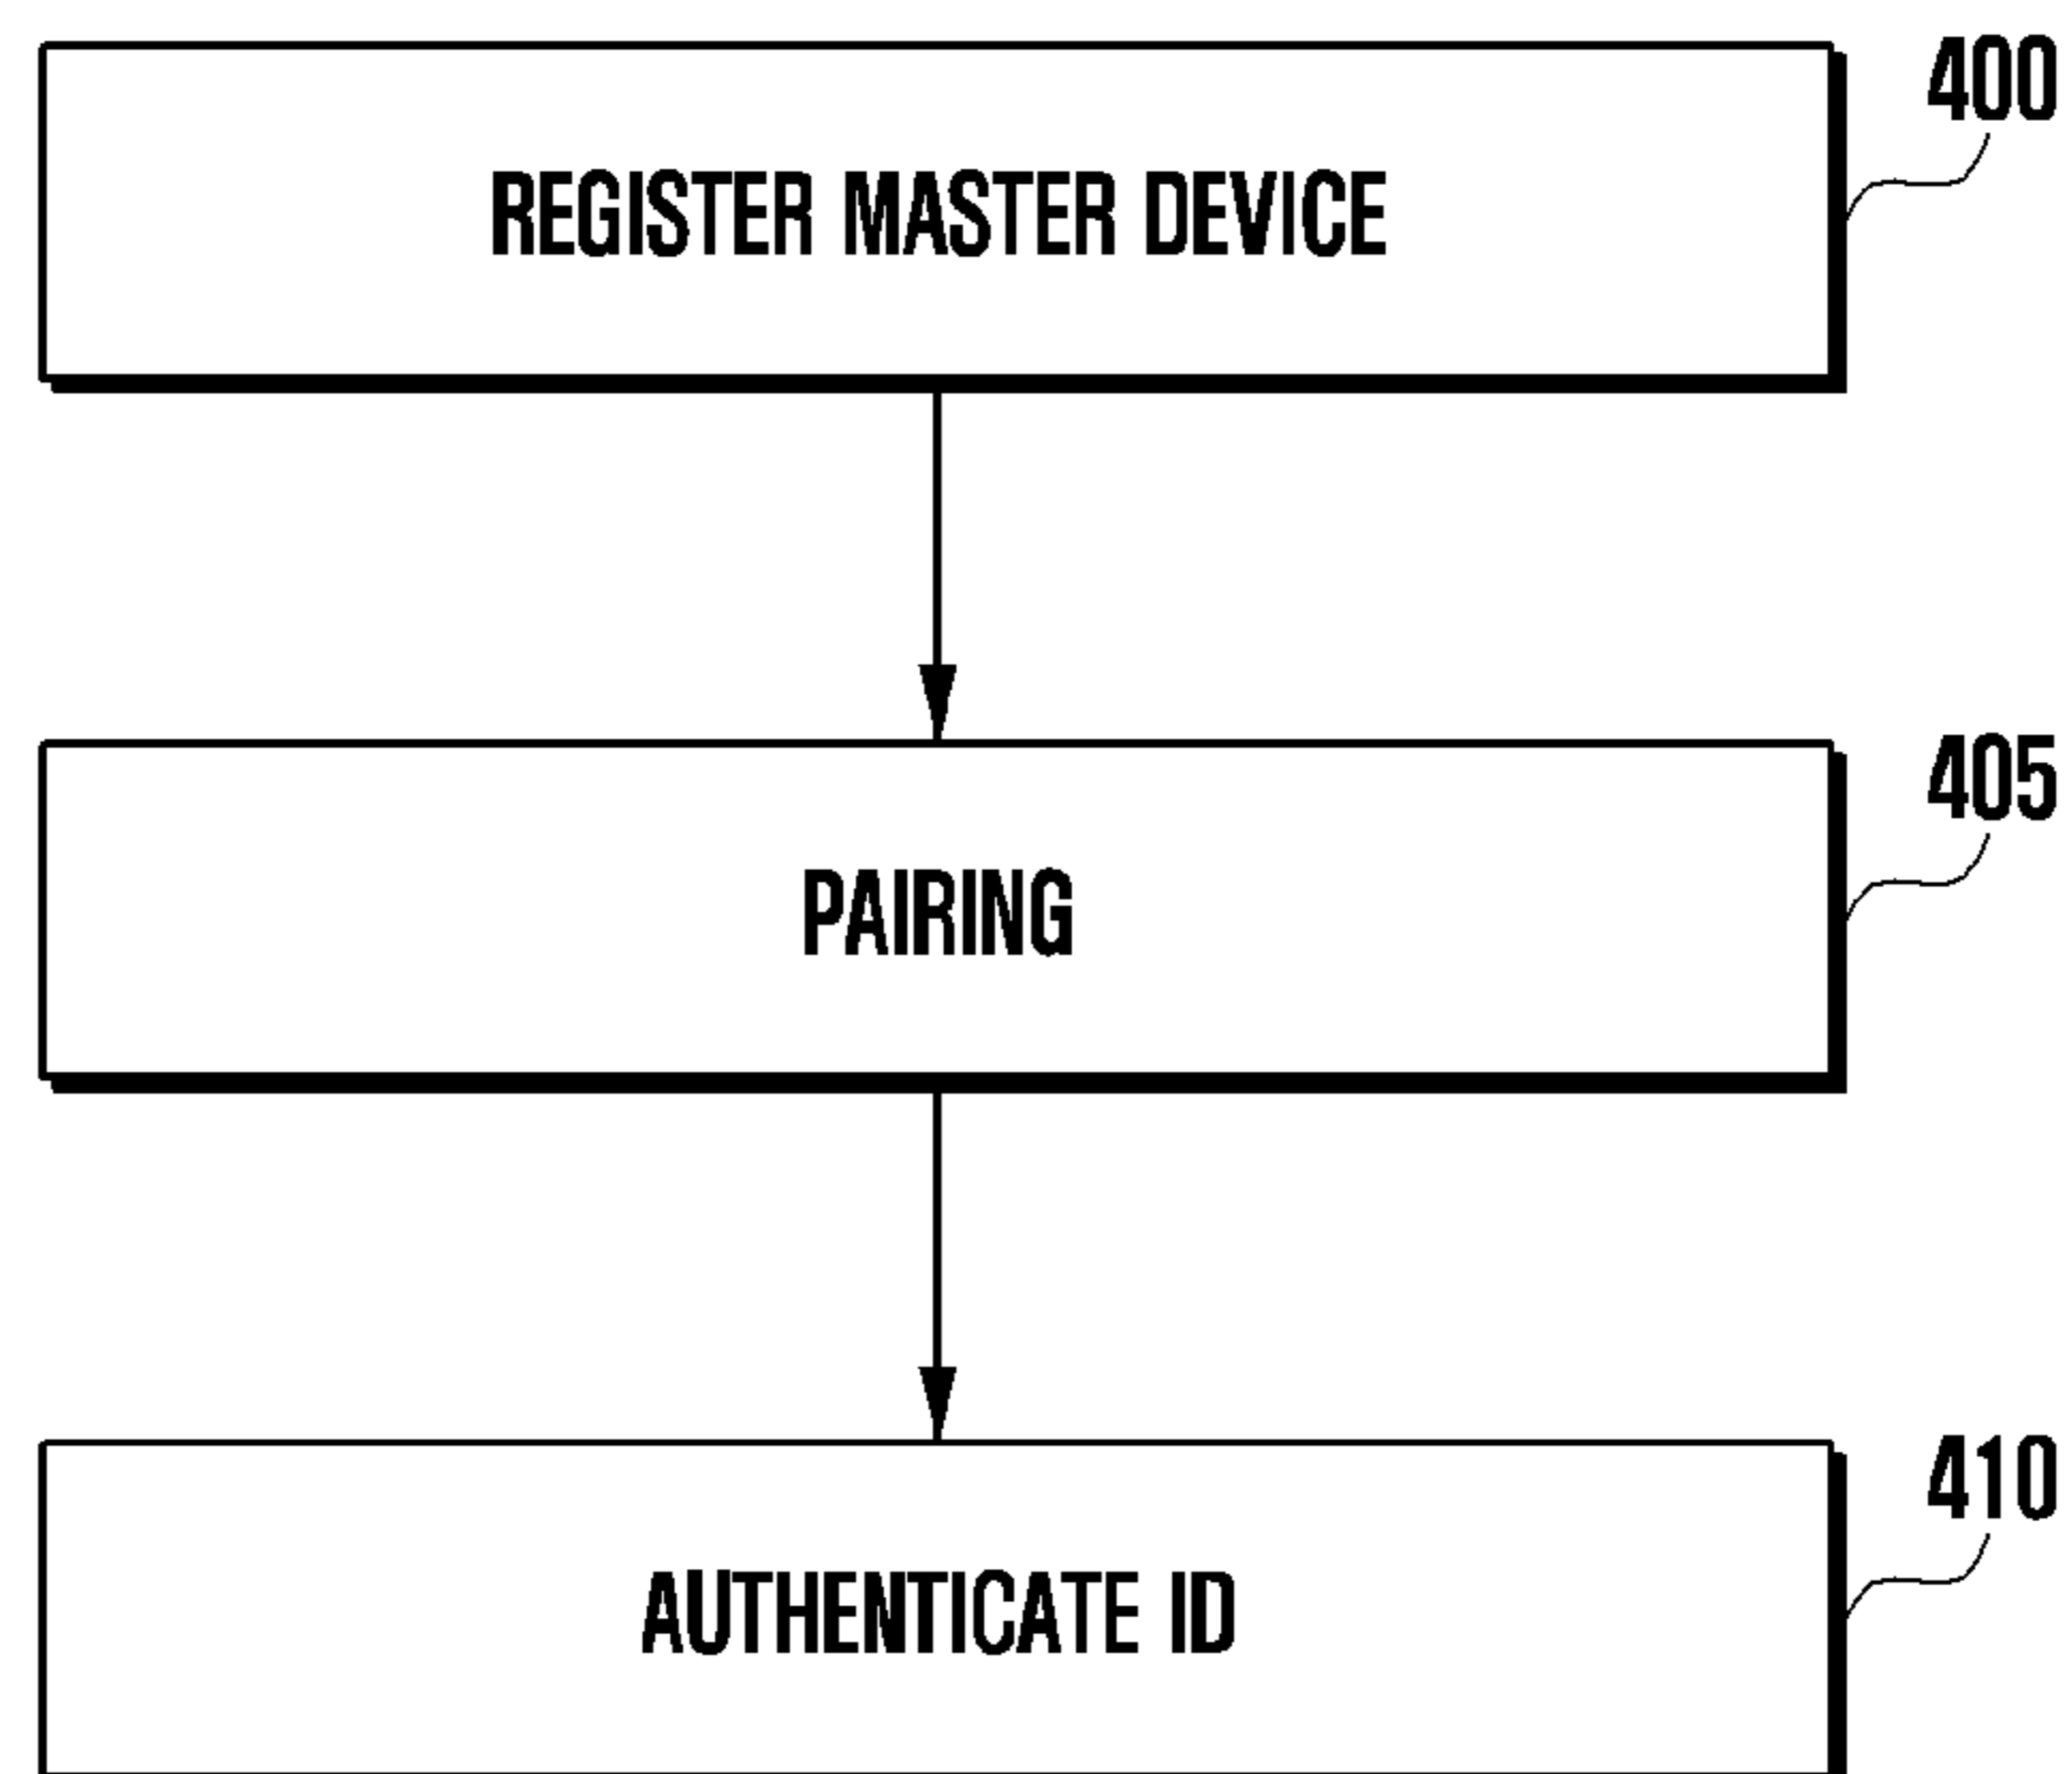 400
REGISTER MASTER DEVICE
405
PAIRING
410
AUTHENTICATE ID